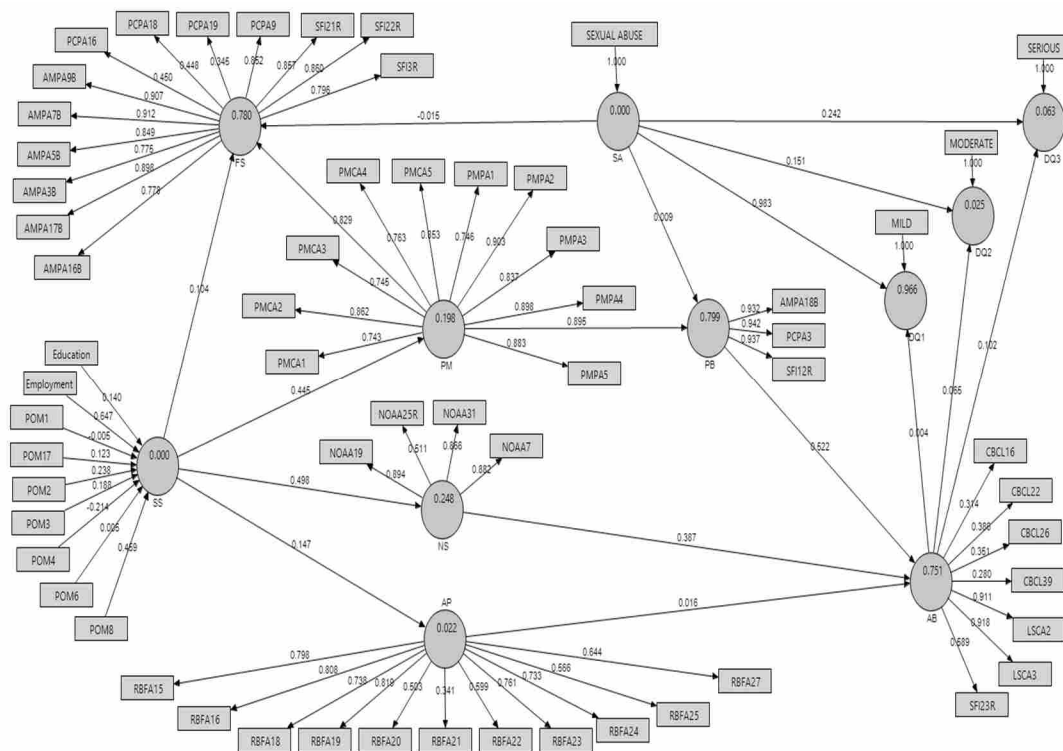 PCPA18
PCPA19
PCPA9
SFI21R
SFI22R
PCPA16
SFI3R
AMPA9B
AMPA7B
AMPA5B
AMPA3B
AMPA17B
AMPA16B
0.450
0.448
0.345
0.852
0.857
0.860
0.796
0.907
0.912
0.849
0.775
0.898
0.778
0.780
FS
SEXUAL ABUSE
1.000
0.000
SA
-0.015
0.242
0.151
0.983
0.009
SERIOUS
1.000
0.063
DQ3
MODERATE
1.000
0.025
DQ2
MILD
1.000
0.966
DQ1
PMCA4
PMCA5
PMPA1
PMPA2
PMCA3
PMPA3
PMCA2
PMPA4
PMCA1
PMPA5
0.763
0.853
0.746
0.903
0.745
0.837
0.862
0.898
0.743
0.883
0.829
0.198
PM
0.895
0.799
PB
0.932
0.942
0.937
AMPA18B
PCPA3
SFI12R
0.104
0.445
0.102
0.065
0.004
0.522
Education
Employment
POM1
POM17
POM2
POM3
POM4
POM6
POM8
0.140
0.647
-0.005
0.123
0.238
0.188
-0.214
0.005
0.459
0.000
SS
0.498
0.147
NOAA25R
NOAA31
NOAA19
NOAA7
0.511
0.866
0.894
0.882
0.248
NS
0.387
AP
0.022
0.016
0.798
0.808
0.738
0.818
0.503
0.341
0.599
0.761
0.733
0.566
0.644
RBFA15
RBFA16
RBFA18
RBFA19
RBFA20
RBFA21
RBFA22
RBFA23
RBFA24
RBFA25
RBFA27
0.751
AB
0.314
0.388
0.351
0.280
0.911
0.918
0.589
CBCL16
CBCL22
CBCL26
CBCL39
LSCA2
LSCA3
SFI23R